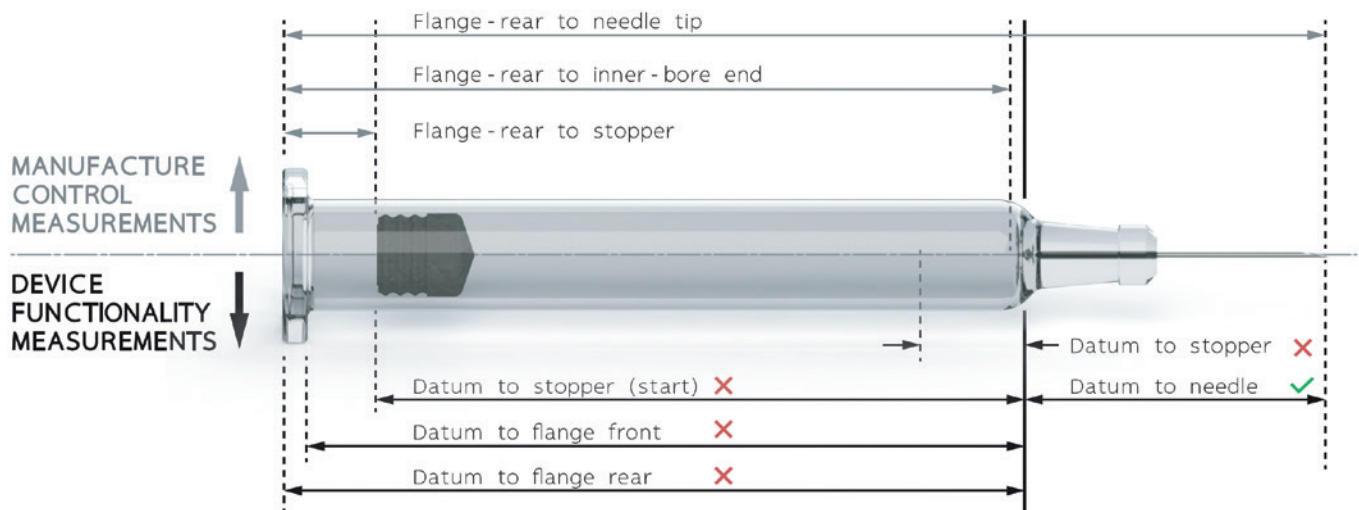 Flange-rear to needle tip
Flange-rear to inner-bore end
Flange-rear to stopper
MANUFACTURE
CONTROL
MEASUREMENTS
DEVICE
FUNCTIONALITY
MEASUREMENTS
Datum to stopper
Datum to stopper (start)
Datum to needle
Datum to flange front
Datum to flange rear